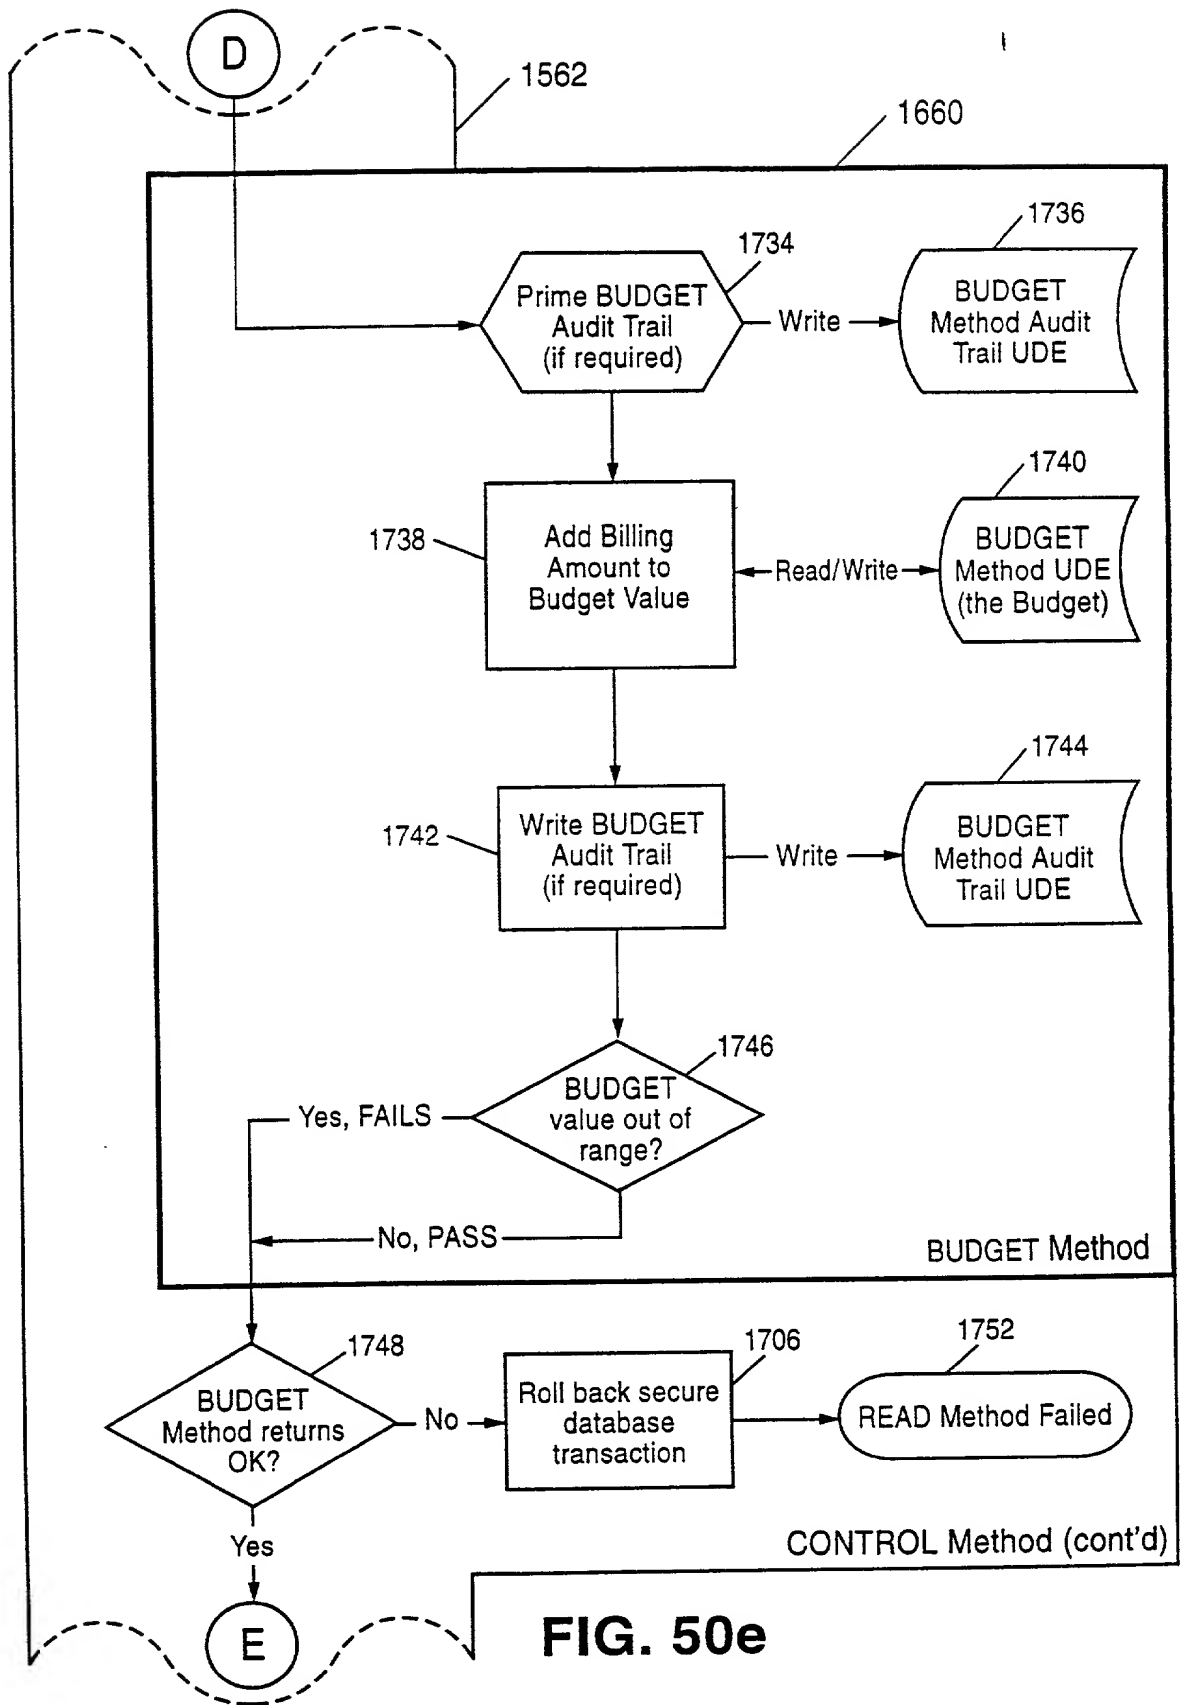 D
1562
1660
1734
1736
Prime BUDGET
Audit Trail
(if required)
Write
BUDGET
Method Audit
Trail UDE
1738
Add Billing
Amount to
Budget Value
Read/Write
1740
BUDGET
Method UDE
(the Budget)
1742
Write BUDGET
Audit Trail
(if required)
Write
1744
BUDGET
Method Audit
Trail UDE
1746
BUDGET
value out of
range?
Yes, FAILS
No, PASS
BUDGET Method
1748
BUDGET
Method returns
OK?
No
1706
Roll back secure
database
transaction
1752
READ Method Failed
Yes
CONTROL Method (cont'd)
E
FIG. 50e